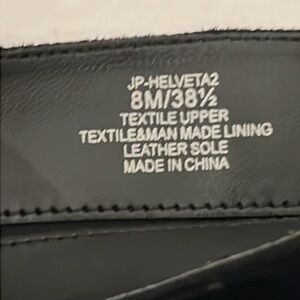 JP-HELVETA2
8M/38½
TEXTILE UPPER
TEXTILE&MAN MADE LINING
LEATHER SOLE
MADE IN CHINA